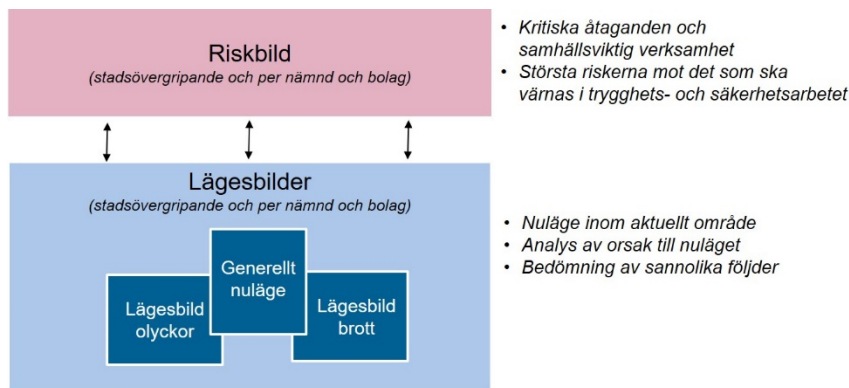 Riskbild
(stadsövergripande och per nämnd och bolag)
• Kritiska åtaganden och
samhällsviktig verksamhet
• Största riskerna mot det som ska
värnas i trygghets- och säkerhetsarbetet
Lägesbilder
(stadsövergripande och per nämnd och bolag)
Generellt
nuläge
Lägesbild
olyckor
Lägesbild
brott
• Nuläge inom aktuellt område
• Analys av orsak till nuläget
• Bedömning av sannolika följder